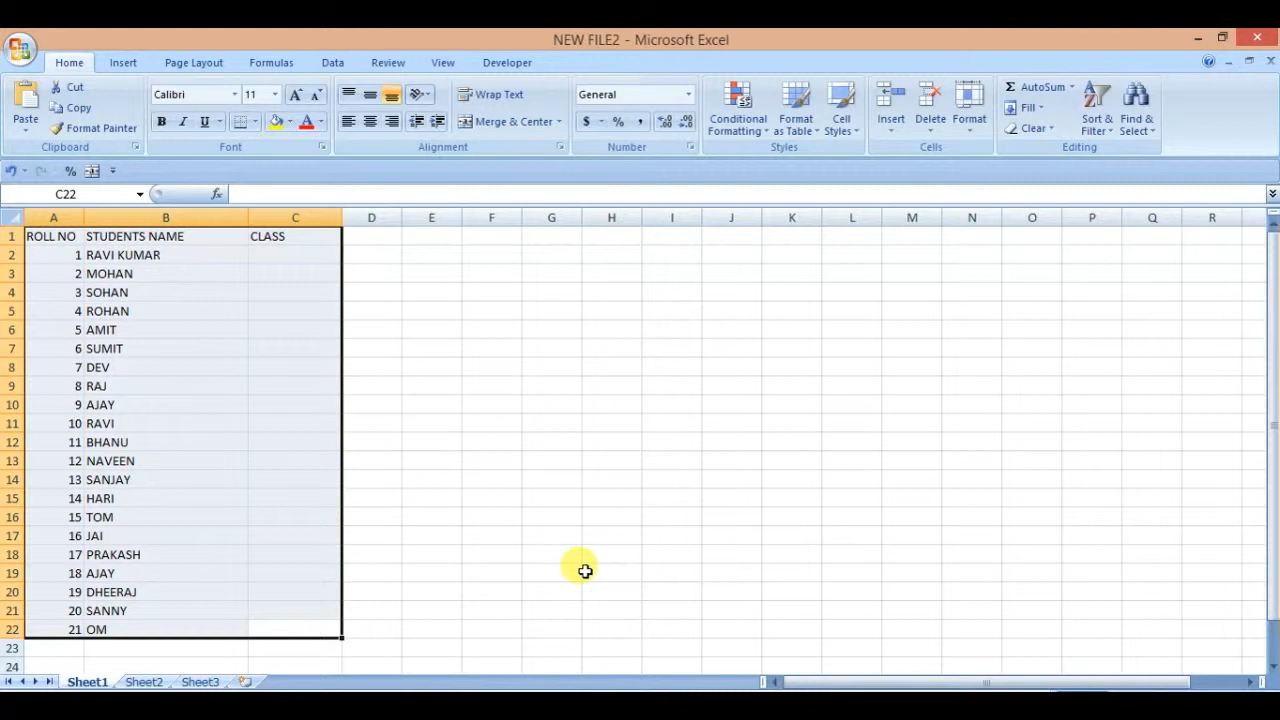 NEW FILE2 - Microsoft Excel
Home Insert Page Layout Formulas Data Review View Developer
Paste Cut Copy Format Painter
Clipboard
Calibri 11 A A
B I U A
Font
Wrap Text
Merge & Center
Alignment
General
$ % ,
Number
Conditional Formatting Format as Table Cell Styles
Styles
Insert Delete Format
Cells
Σ AutoSum
Fill
Clear
Sort & Filter Find & Select
Editing
%
C22 fx
A B C D E F G H I J K L M N O P Q R
1 ROLL NO STUDENTS NAME CLASS
2 1 RAVI KUMAR
3 2 MOHAN
4 3 SOHAN
5 4 ROHAN
6 5 AMIT
7 6 SUMIT
8 7 DEV
9 8 RAJ
10 9 AJAY
11 10 RAVI
12 11 BHANU
13 12 NAVEEN
14 13 SANJAY
15 14 HARI
16 15 TOM
17 16 JAI
18 17 PRAKASH
19 18 AJAY
20 19 DHEERAJ
21 20 SANNY
22 21 OM
23
24
Sheet1 Sheet2 Sheet3